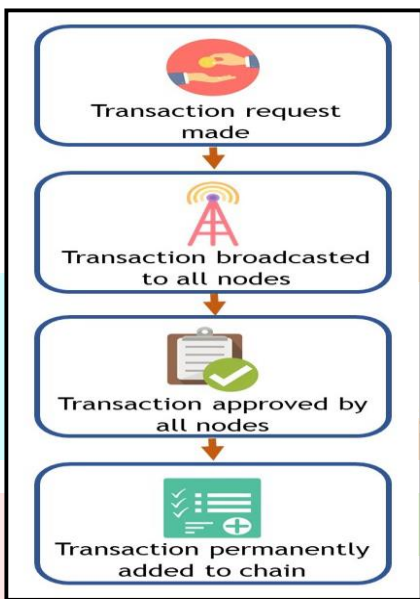 Transaction request
made
Transaction broadcasted
to all nodes
Transaction approved by
all nodes
Transaction permanently
added to chain